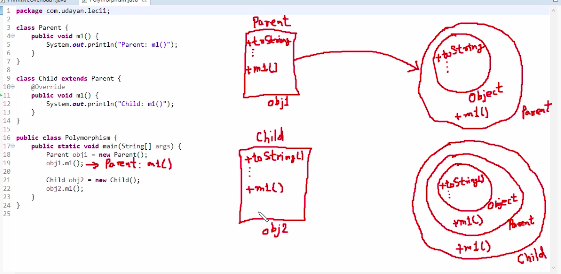 Polymorphism.java
1 package com.udayan.lec11;
2
3 class Parent {
4 public void m1() {
5 System.out.println("Parent: m1()");
6 }
7 }
8
9 class Child extends Parent {
10 @Override
11 public void m1() {
12 System.out.println("Child: m1()");
13 }
14 }
15
16 public class Polymorphism {
17 public static void main(String[] args) {
18 Parent obj1 = new Parent();
19 obj1.m1(); → Parent: m1()
20
21 Child obj2 = new Child();
22 obj2.m1();
23 }
24 }
25
Parent
+toString
+m1()
obj1
+toString
Object
+m1()
Parent
Child
+toString()
+m1()
obj2
+toString()
Object
+m1()
Parent
+m1()
Child